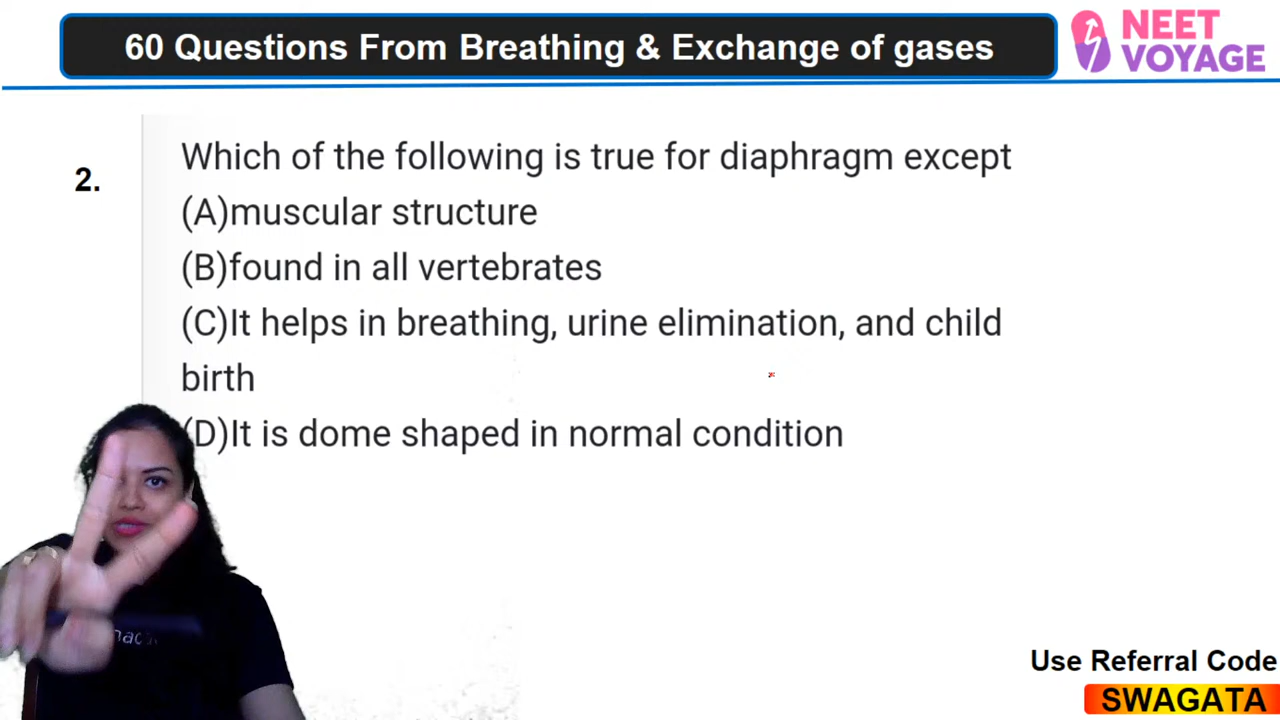 60 Questions From Breathing & Exchange of gases
NEET
VOYAGE
2.
Which of the following is true for diaphragm except
(A)muscular structure
(B)found in all vertebrates
(C)It helps in breathing, urine elimination, and child
birth
(D)It is dome shaped in normal condition
Use Referral Code
SWAGATA